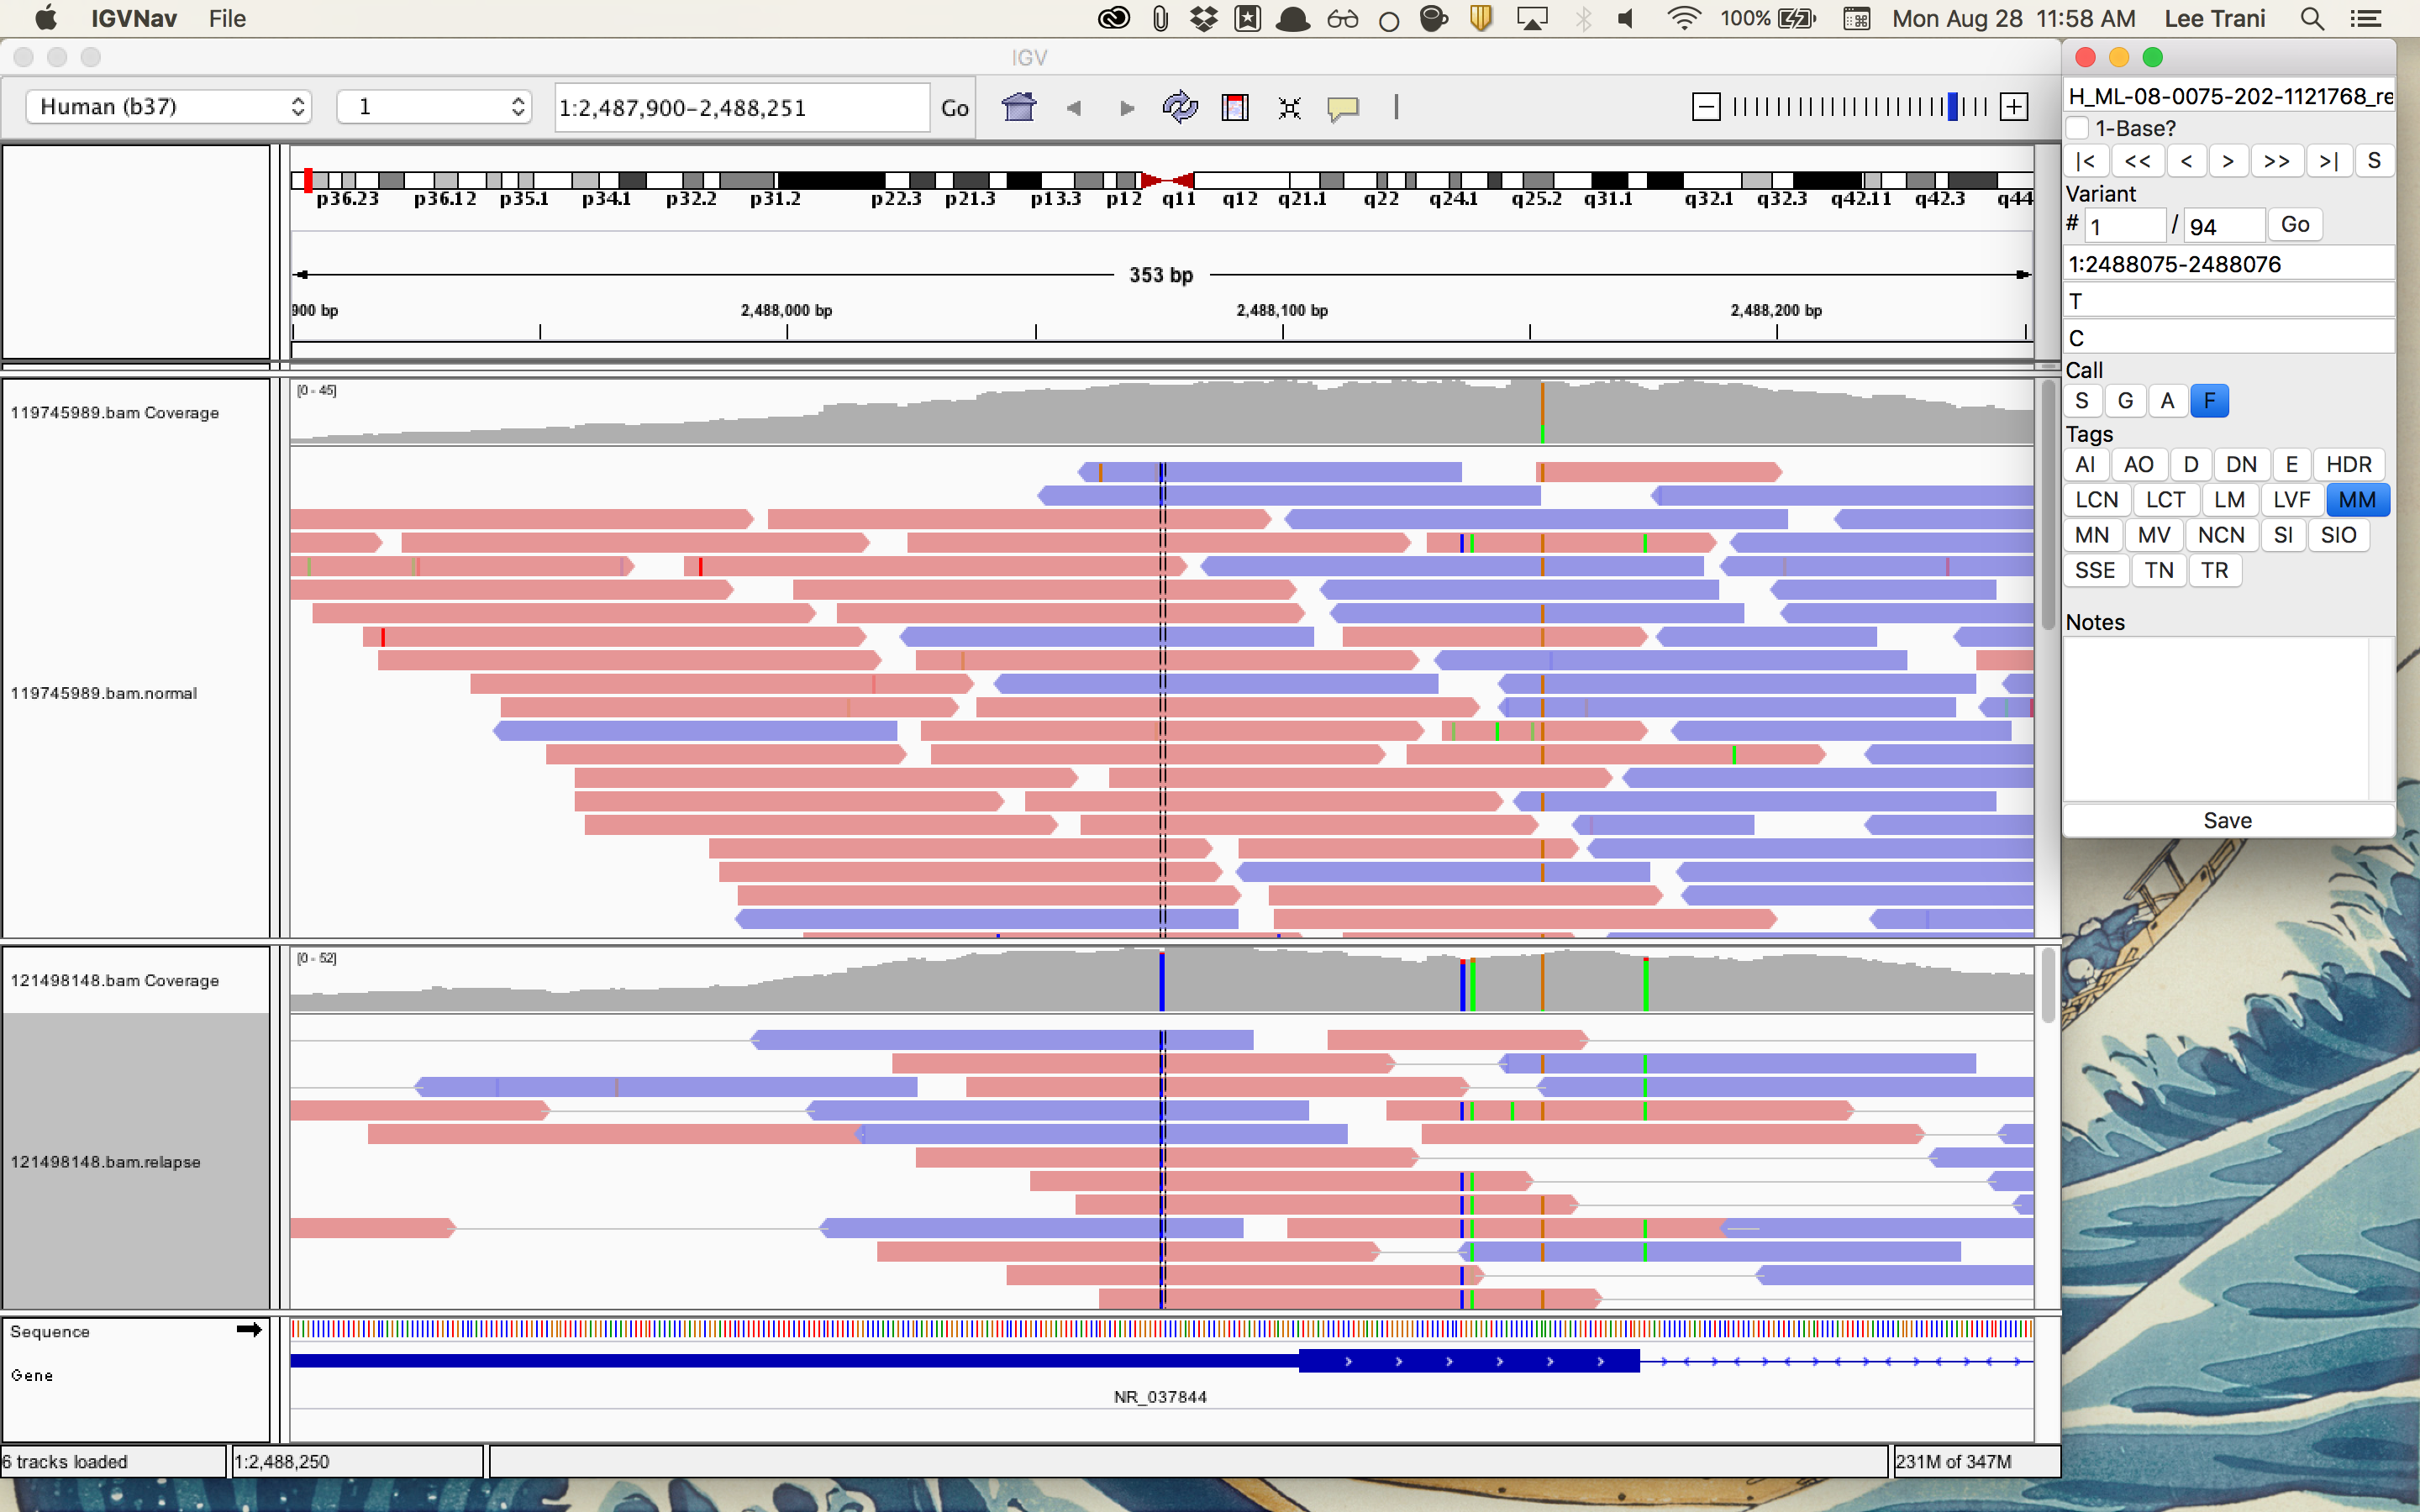 IGVNav File 100% Mon Aug 28 11:58 AM Lee Trani
IGV
Human (b37) 1 1:2,487,900-2,488,251 Go
p36.23 p36.12 p35.1 p34.1 p32.2 p31.2 p22.3 p21.3 p13.3 p12 q11 q12 q21.1 q22 q24.1 q25.2 q31.1 q32.1 q32.3 q42.11 q42.3 q44
353 bp
900 bp 2,488,000 bp 2,488,100 bp 2,488,200 bp
[0 - 45]
119745989.bam Coverage
119745989.bam.normal
[0 - 52]
121498148.bam Coverage
121498148.bam.relapse
Sequence
Gene
NR_037844
6 tracks loaded 1:2,488,250 231M of 347M
H_ML-08-0075-202-1121768_re
1-Base?
|< << < > >> >| S
Variant
# 1 / 94 Go
1:2488075-2488076
T
C
Call
S G A F
Tags
AI AO D DN E HDR
LCN LCT LM LVF MM
MN MV NCN SI SIO
SSE TN TR
Notes
Save